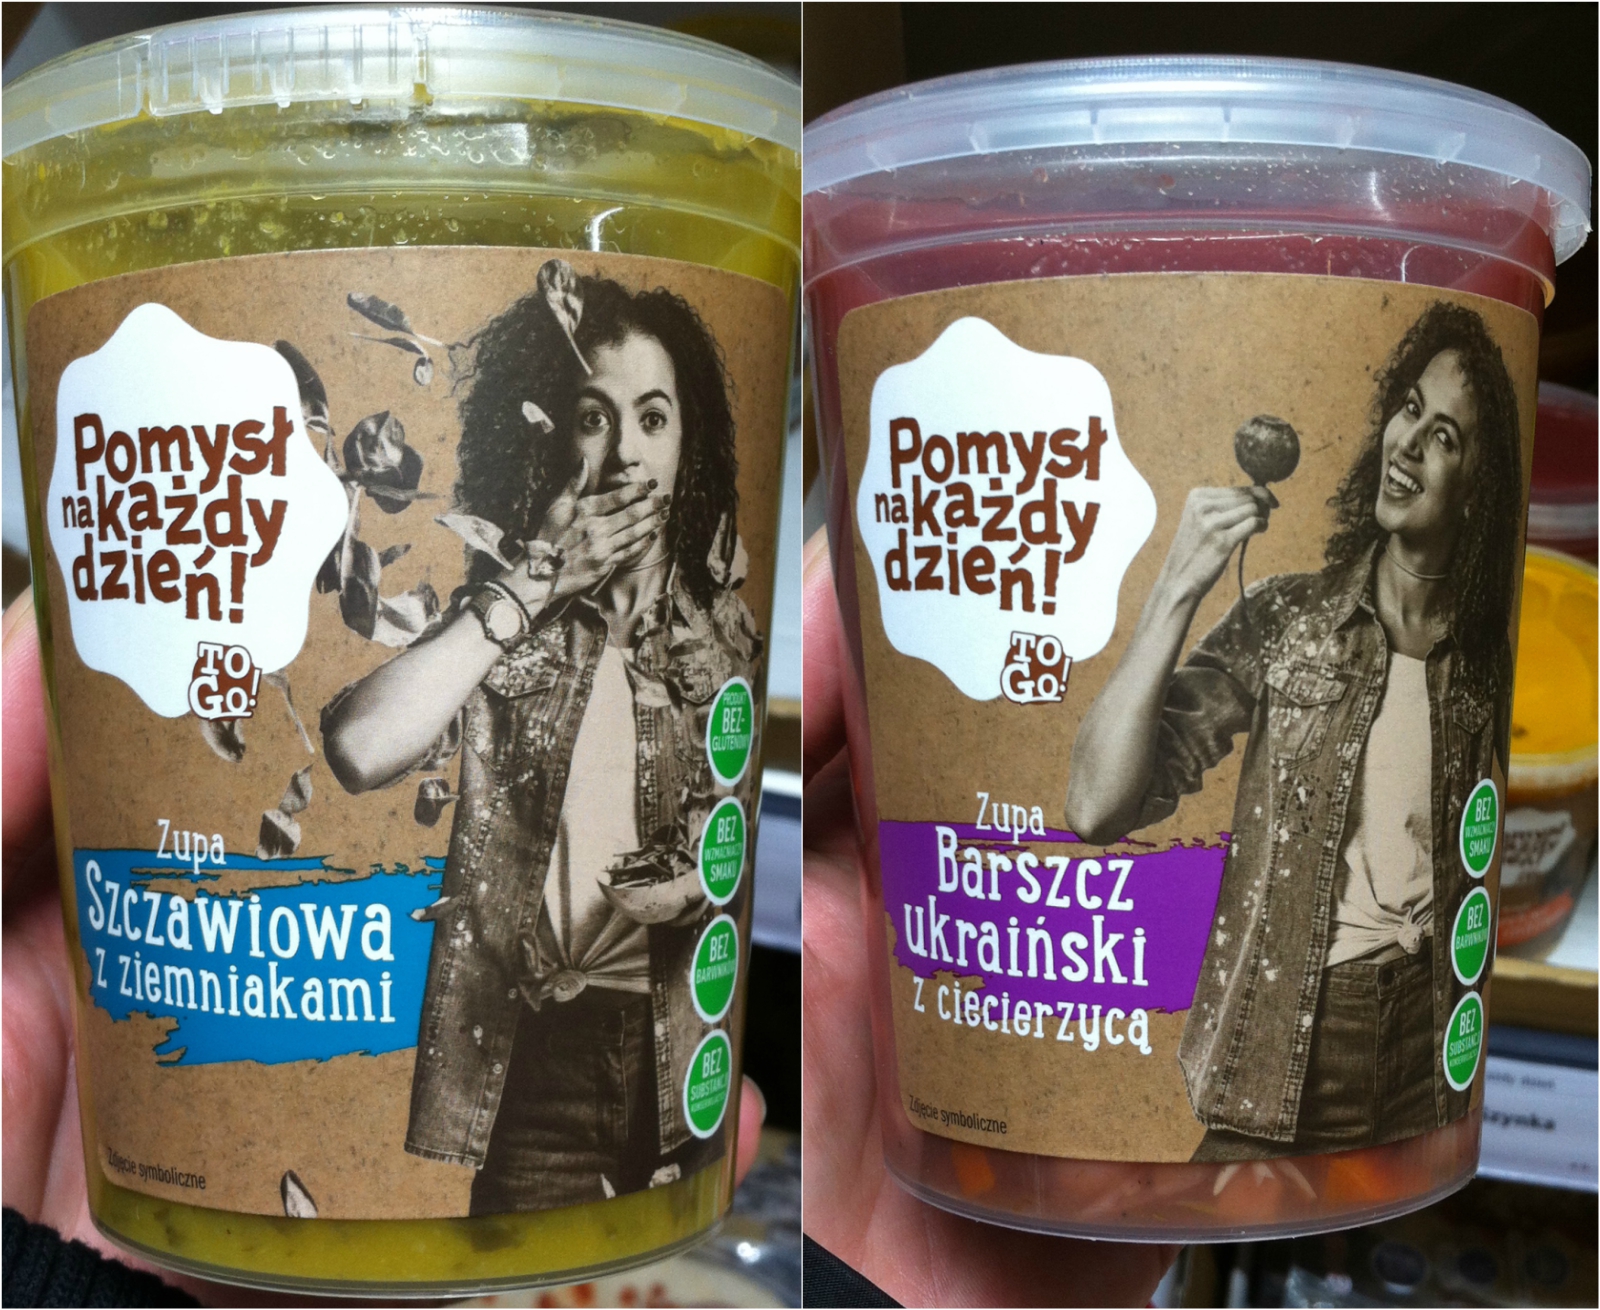 Pomysł
na każdy
dzień!
TO
GO!
PRODUKT
BEZ-
GLUTENOWY
BEZ
WZMACNIACZY
SMAKU
BEZ
BARWNIKÓW
BEZ
SUBSTANCJI
Zupa
Szczawiowa
z ziemniakami
Zdjęcie symboliczne
Pomysł
na każdy
dzień!
TO
GO!
Zupa
Barszcz
ukraiński
z ciecierzycą
BEZ
WZMACNIACZY
SMAKU
BEZ
BARWNIKÓW
BEZ
SUBSTANCJI
Zdjęcie symboliczne
Szynka